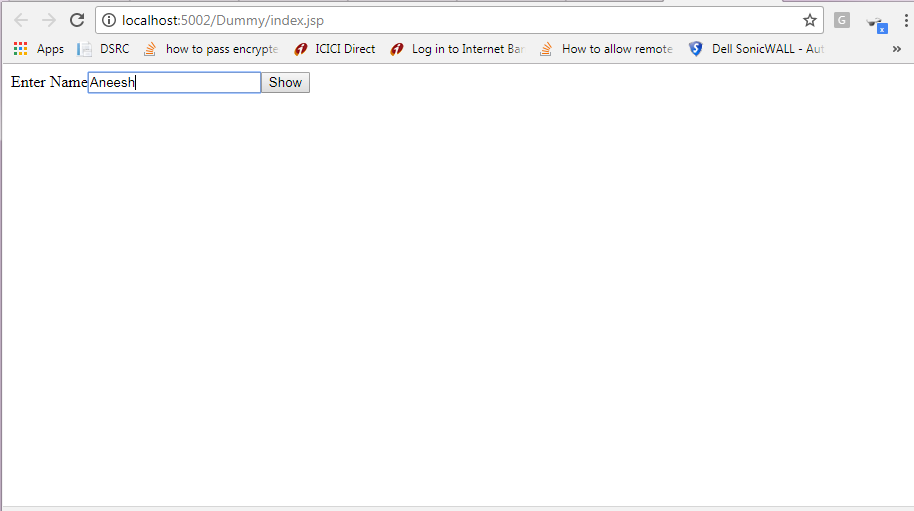 localhost:5002/Dummy/index.jsp G
Apps DSRC how to pass encrypte ICICI Direct Log in to Internet Bar How to allow remote Dell SonicWALL - Aut »
x
Enter Name Aneesh Show